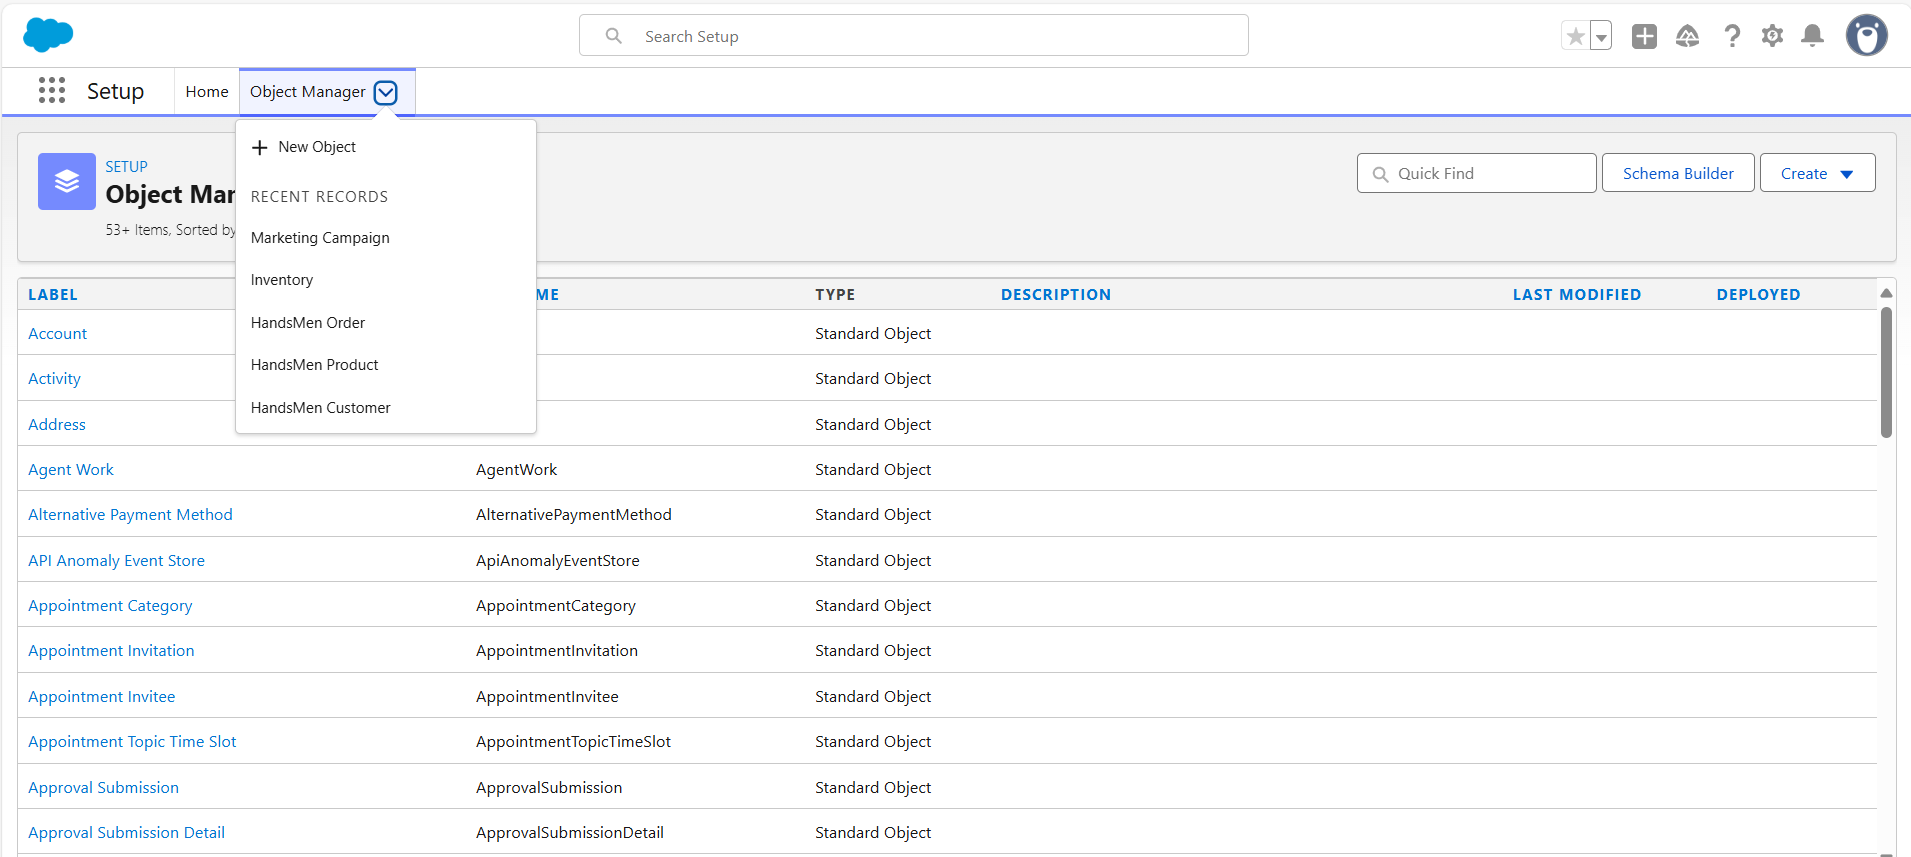 Search Setup
Setup Home Object Manager
New Object
RECENT RECORDS
Marketing Campaign
Inventory
HandsMen Order
HandsMen Product
HandsMen Customer
SETUP
Object Mar
53+ Items, Sorted by
Quick Find Schema Builder Create
LABEL ME TYPE DESCRIPTION LAST MODIFIED DEPLOYED
Account Standard Object
Activity Standard Object
Address Standard Object
Agent Work AgentWork Standard Object
Alternative Payment Method AlternativePaymentMethod Standard Object
API Anomaly Event Store ApiAnomalyEventStore Standard Object
Appointment Category AppointmentCategory Standard Object
Appointment Invitation AppointmentInvitation Standard Object
Appointment Invitee AppointmentInvitee Standard Object
Appointment Topic Time Slot AppointmentTopicTimeSlot Standard Object
Approval Submission ApprovalSubmission Standard Object
Approval Submission Detail ApprovalSubmissionDetail Standard Object